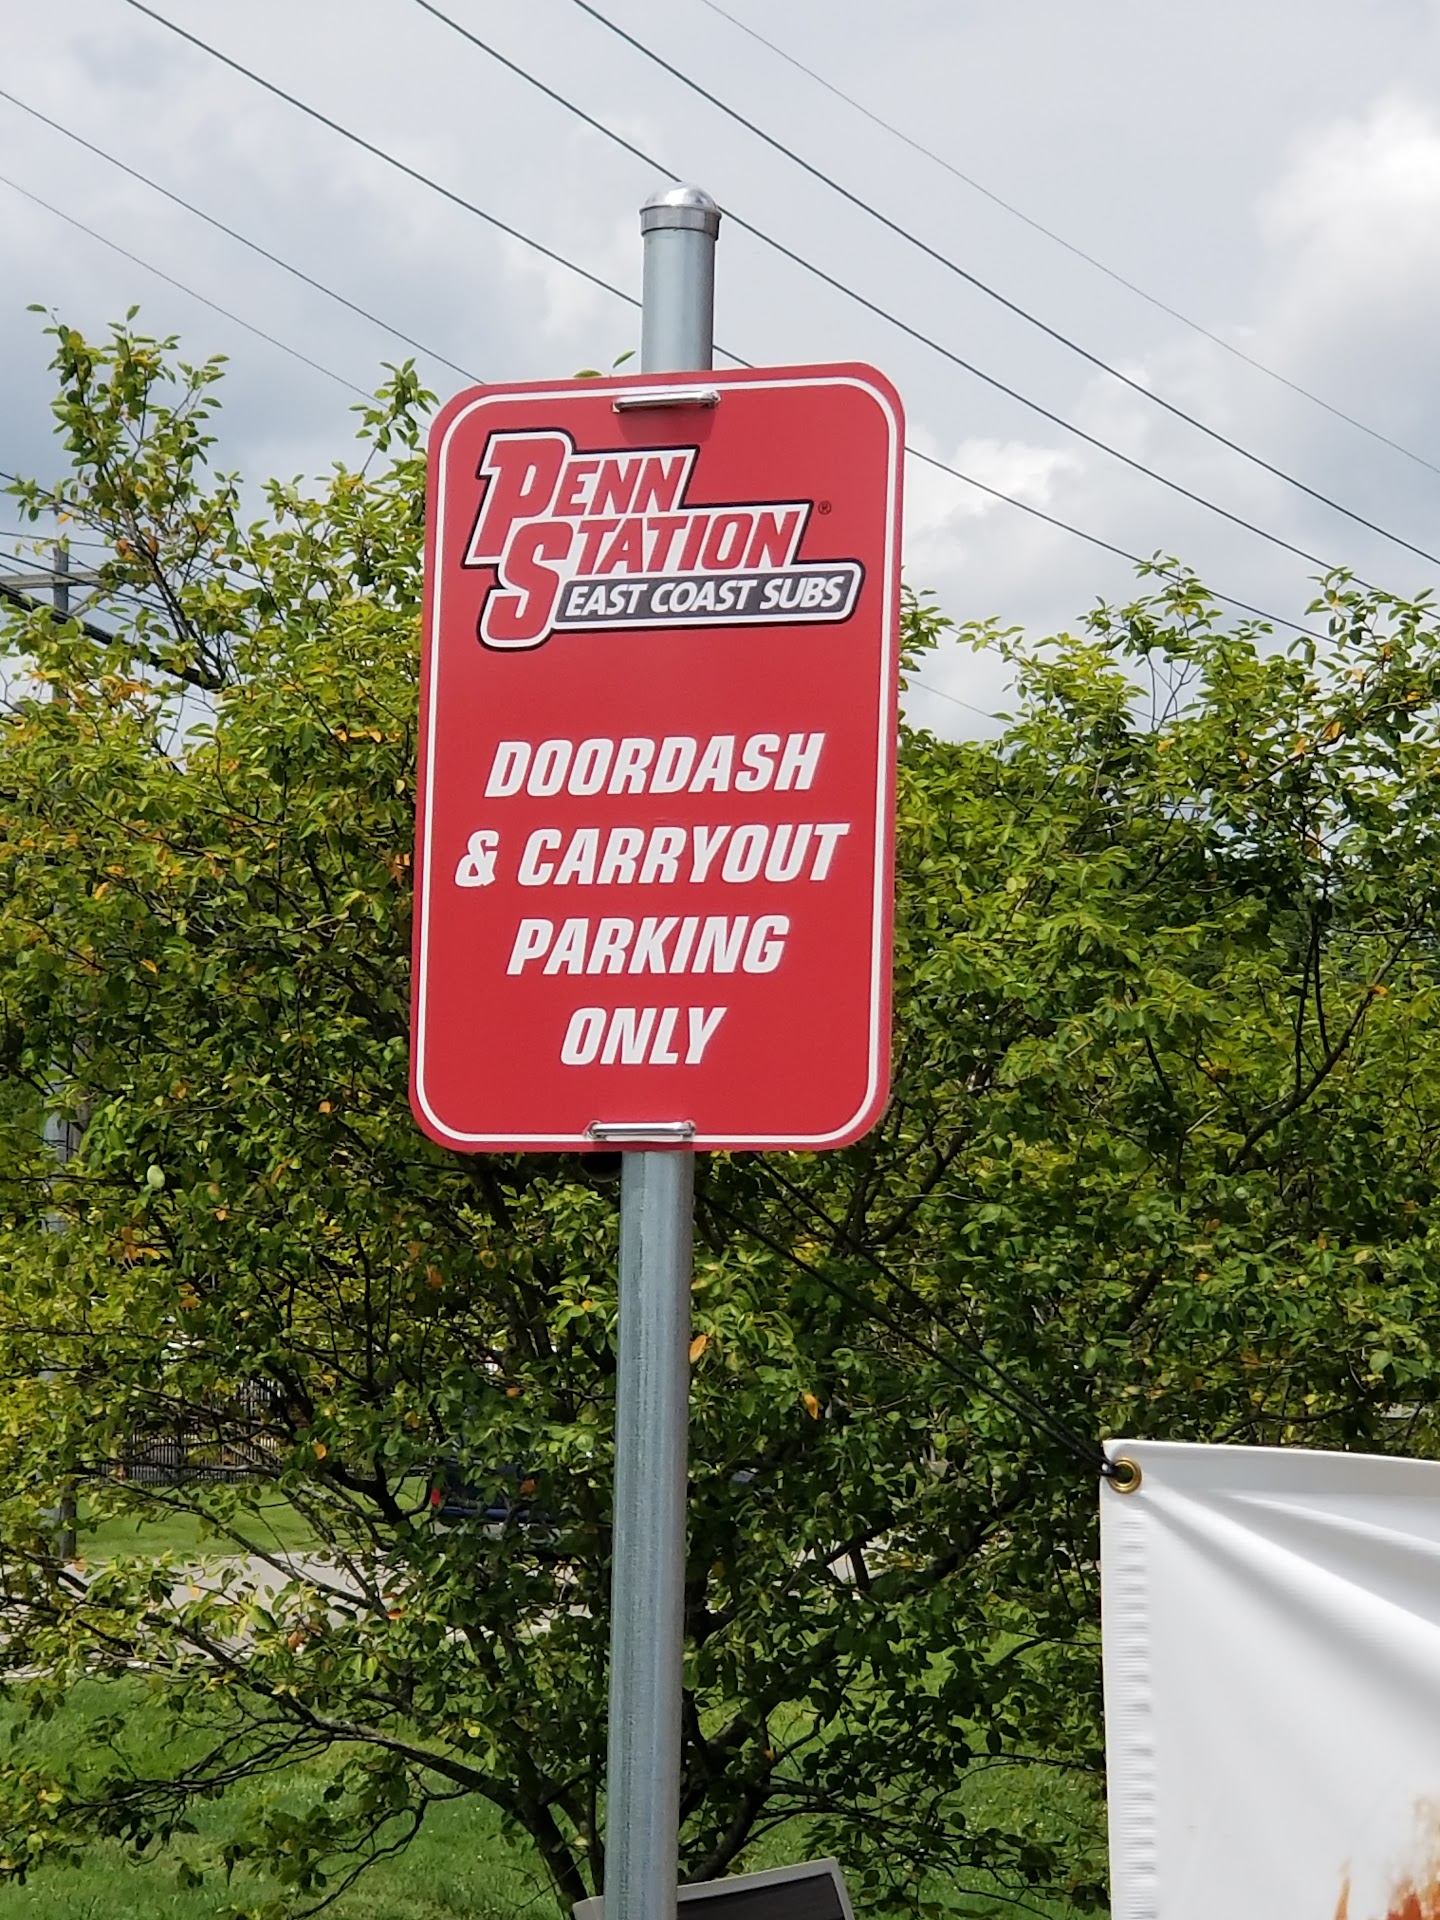 PENN
STATION®
EAST COAST SUBS
DOORDASH
& CARRYOUT
PARKING
ONLY